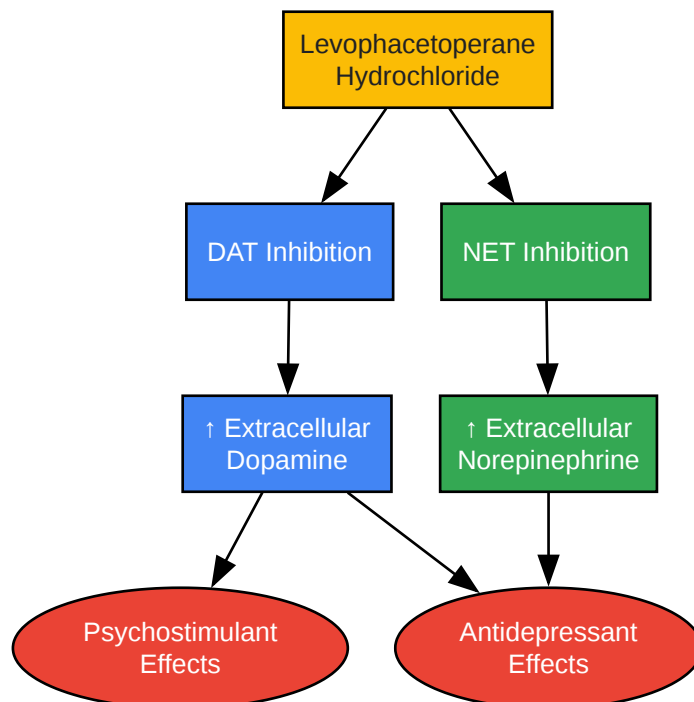 Levophacetoperane
Hydrochloride
DAT Inhibition
NET Inhibition
↑ Extracellular
Dopamine
↑ Extracellular
Norepinephrine
Psychostimulant
Effects
Antidepressant
Effects